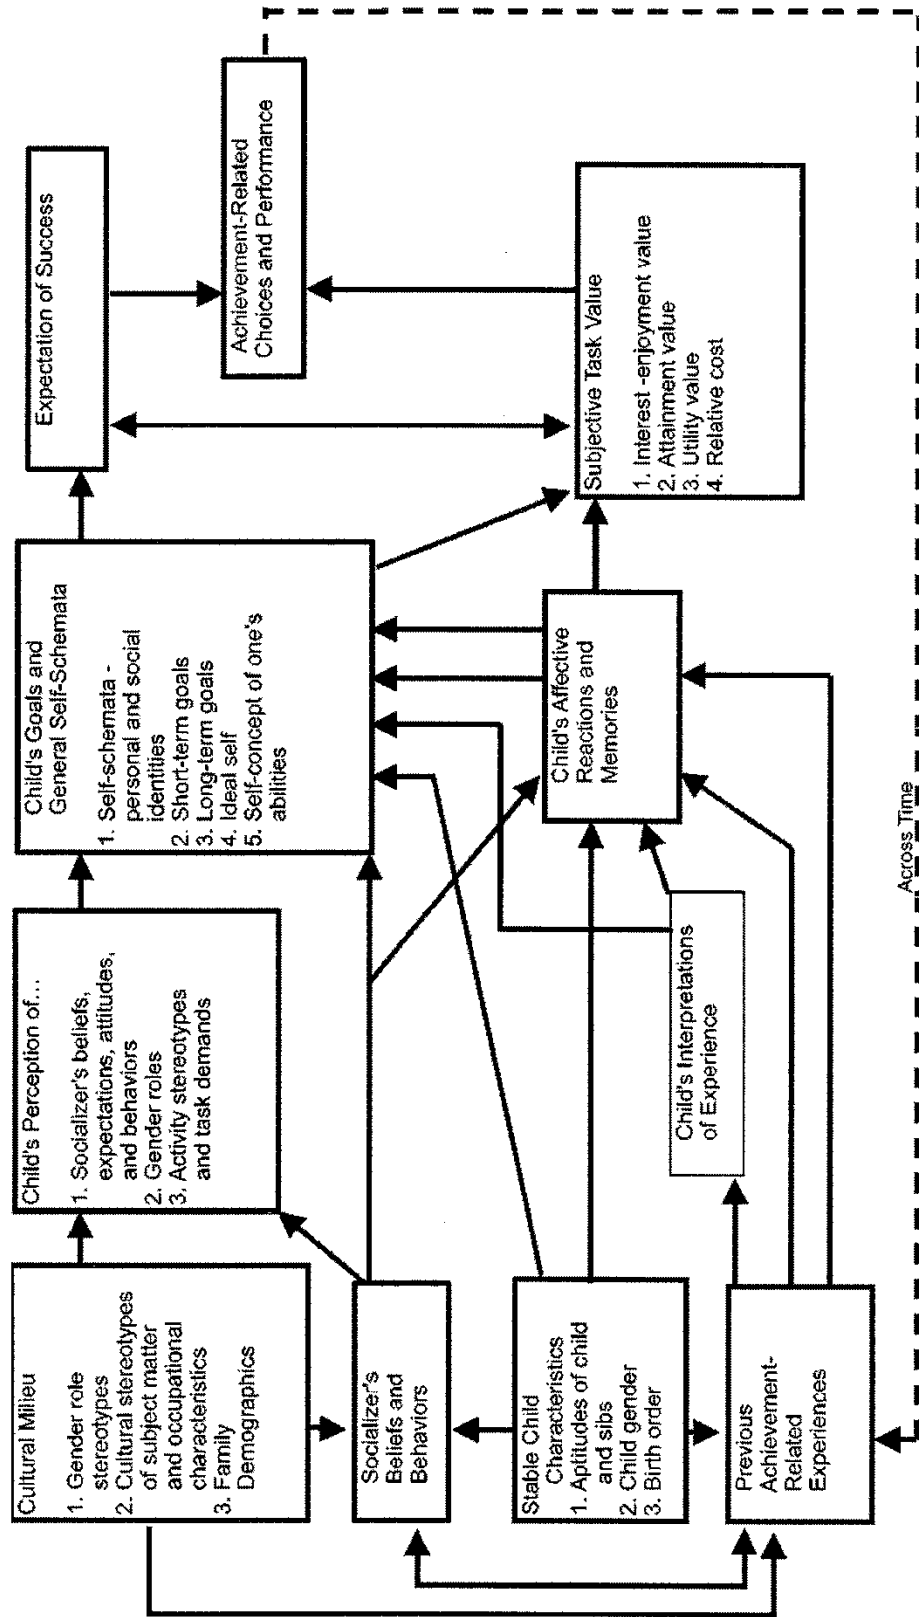 Cultural Milieu
1. Gender role
stereotypes
2. Cultural stereotypes
of subject matter
and occupational
characteristics
3. Family
Demographics
Socializer's
Beliefs and
Behaviors
Stable Child
Characteristics
1. Aptitudes of child
and sibs
2. Child gender
3. Birth order
Previous
Achievement-
Related
Experiences
Child's Perception of...
1. Socializer's beliefs,
expectations, attitudes,
and behaviors
2. Gender roles
3. Activity stereotypes
and task demands
Child's Interpretations
of Experience
Child's Goals and
General Self-Schemata
1. Self-schemata -
personal and social
identities
2. Short-term goals
3. Long-term goals
4. Ideal self
5. Self-concept of one's
abilities
Child's Affective
Reactions and
Memories
Expectation of Success
Achievement-Related
Choices and Performance
Subjective Task Value
1. Interest -enjoyment value
2. Attainment value
3. Utility value
4. Relative cost
Across Time